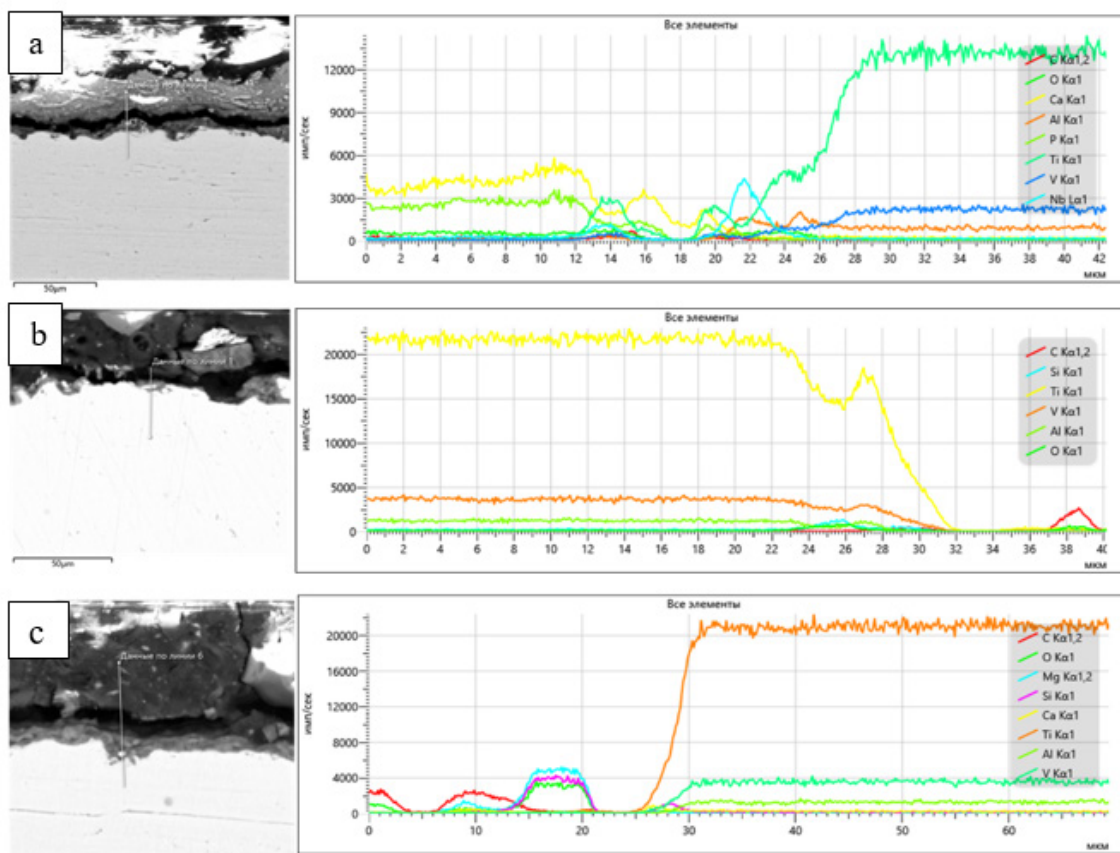 a
Данные по линии
50μm
Все элементы
имп/сек
12000
9000
6000
3000
0
0 2 4 6 8 10 12 14 16 18 20 22 24 26 28 30 32 34 36 38 40 42
мкм
O Kα1
Ca Kα1
Al Kα1
P Kα1
Ti Kα1
V Kα1
Nb Lα1
b
Данные по линии 1
50μm
Все элементы
имп/сек
20000
15000
10000
5000
0
0 2 4 6 8 10 12 14 16 18 20 22 24 26 28 30 32 34 36 38 40
мкм
C Kα1,2
Si Kα1
Ti Kα1
V Kα1
Al Kα1
O Kα1
c
Данные по линии 6
Все элементы
имп/сек
20000
16000
12000
8000
4000
0
0 10 20 30 40 50 60
мкм
C Kα1,2
O Kα1
Mg Kα1,2
Si Kα1
Ca Kα1
Ti Kα1
Al Kα1
V Kα1